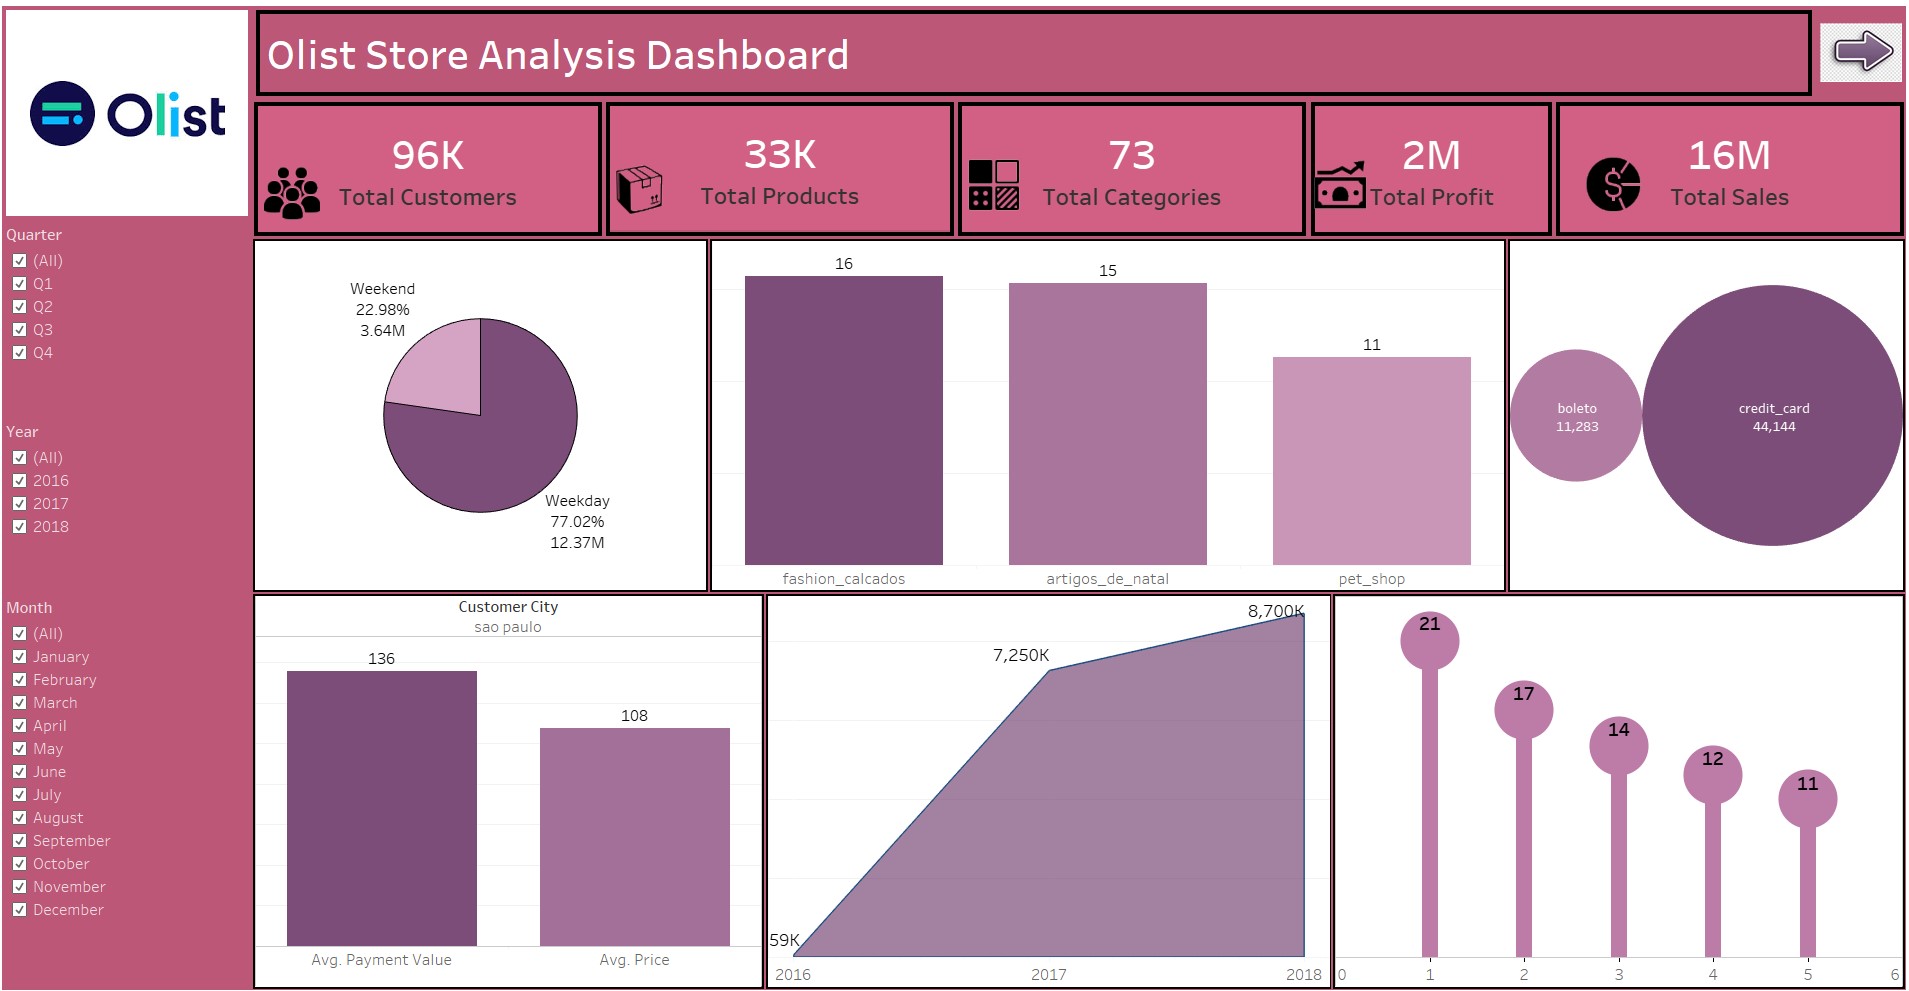 Olist
Olist Store Analysis Dashboard
96K
Total Customers
33K
Total Products
73
Total Categories
2M
Total Profit
16M
Total Sales
Quarter
(All)
Q1
Q2
Q3
Q4
Year
(All)
2016
2017
2018
Month
(All)
January
February
March
April
May
June
July
August
September
October
November
December
Weekend
22.98%
3.64M
Weekday
77.02%
12.37M
16
15
11
fashion_calcados
artigos_de_natal
pet_shop
boleto
11,283
credit_card
44,144
Customer City
sao paulo
136
108
Avg. Payment Value
Avg. Price
8,700K
7,250K
59K
2016
2017
2018
21
17
14
12
11
0
1
2
3
4
5
6